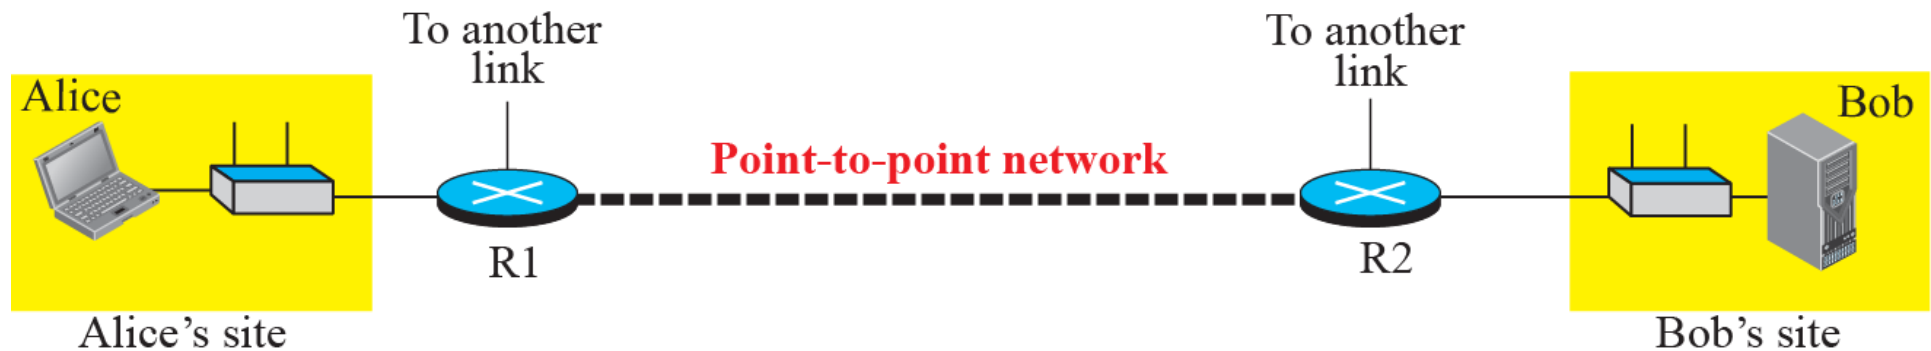 To another
link
To another
link
Alice
Bob
Point-to-point network
R1
R2
Alice’s site
Bob’s site